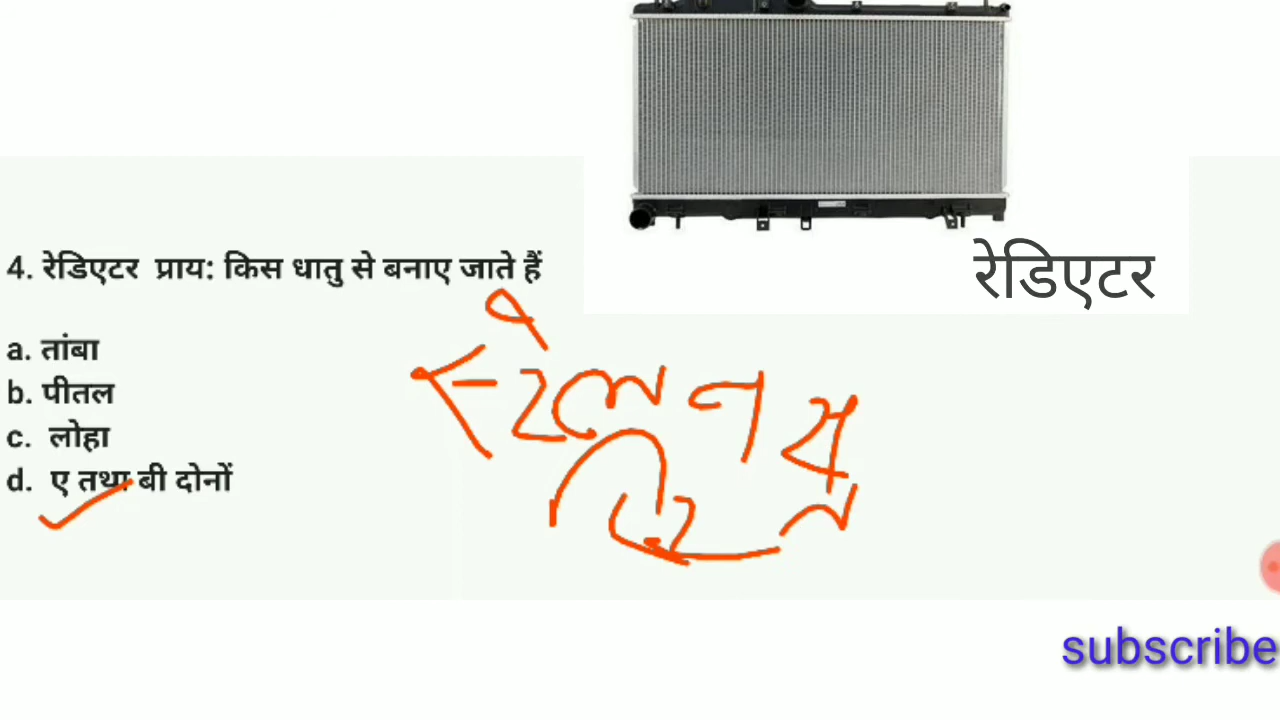 रेडिएटर
4. रेडिएटर प्राय: किस धातु से बनाए जाते हैं
a. तांबा
b. पीतल
c. लोहा
d. ए तथा बी दोनों
subscribe